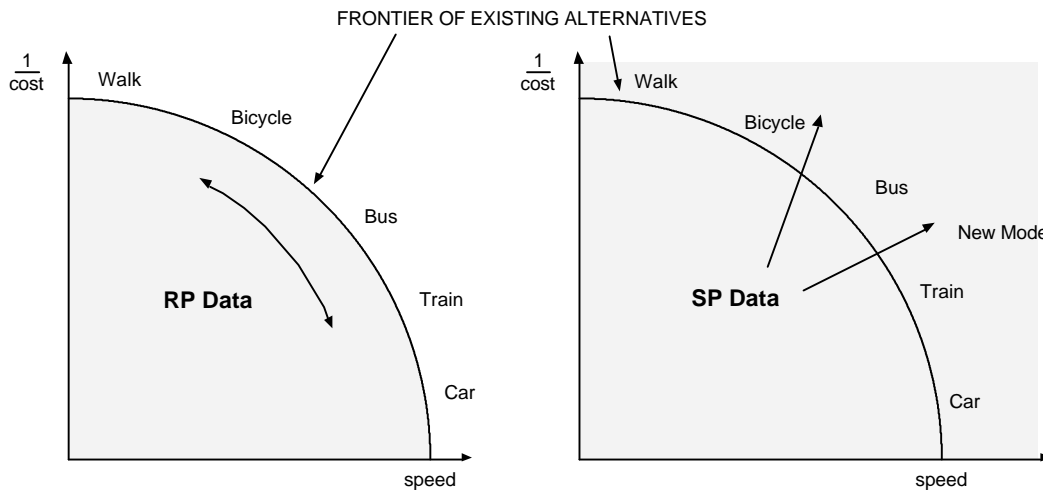 FRONTIER OF EXISTING ALTERNATIVES
1
cost
Walk
Bicycle
Bus
RP Data
Train
Car
speed
1
cost
Walk
Bicycle
Bus
New Mode
SP Data
Train
Car
speed